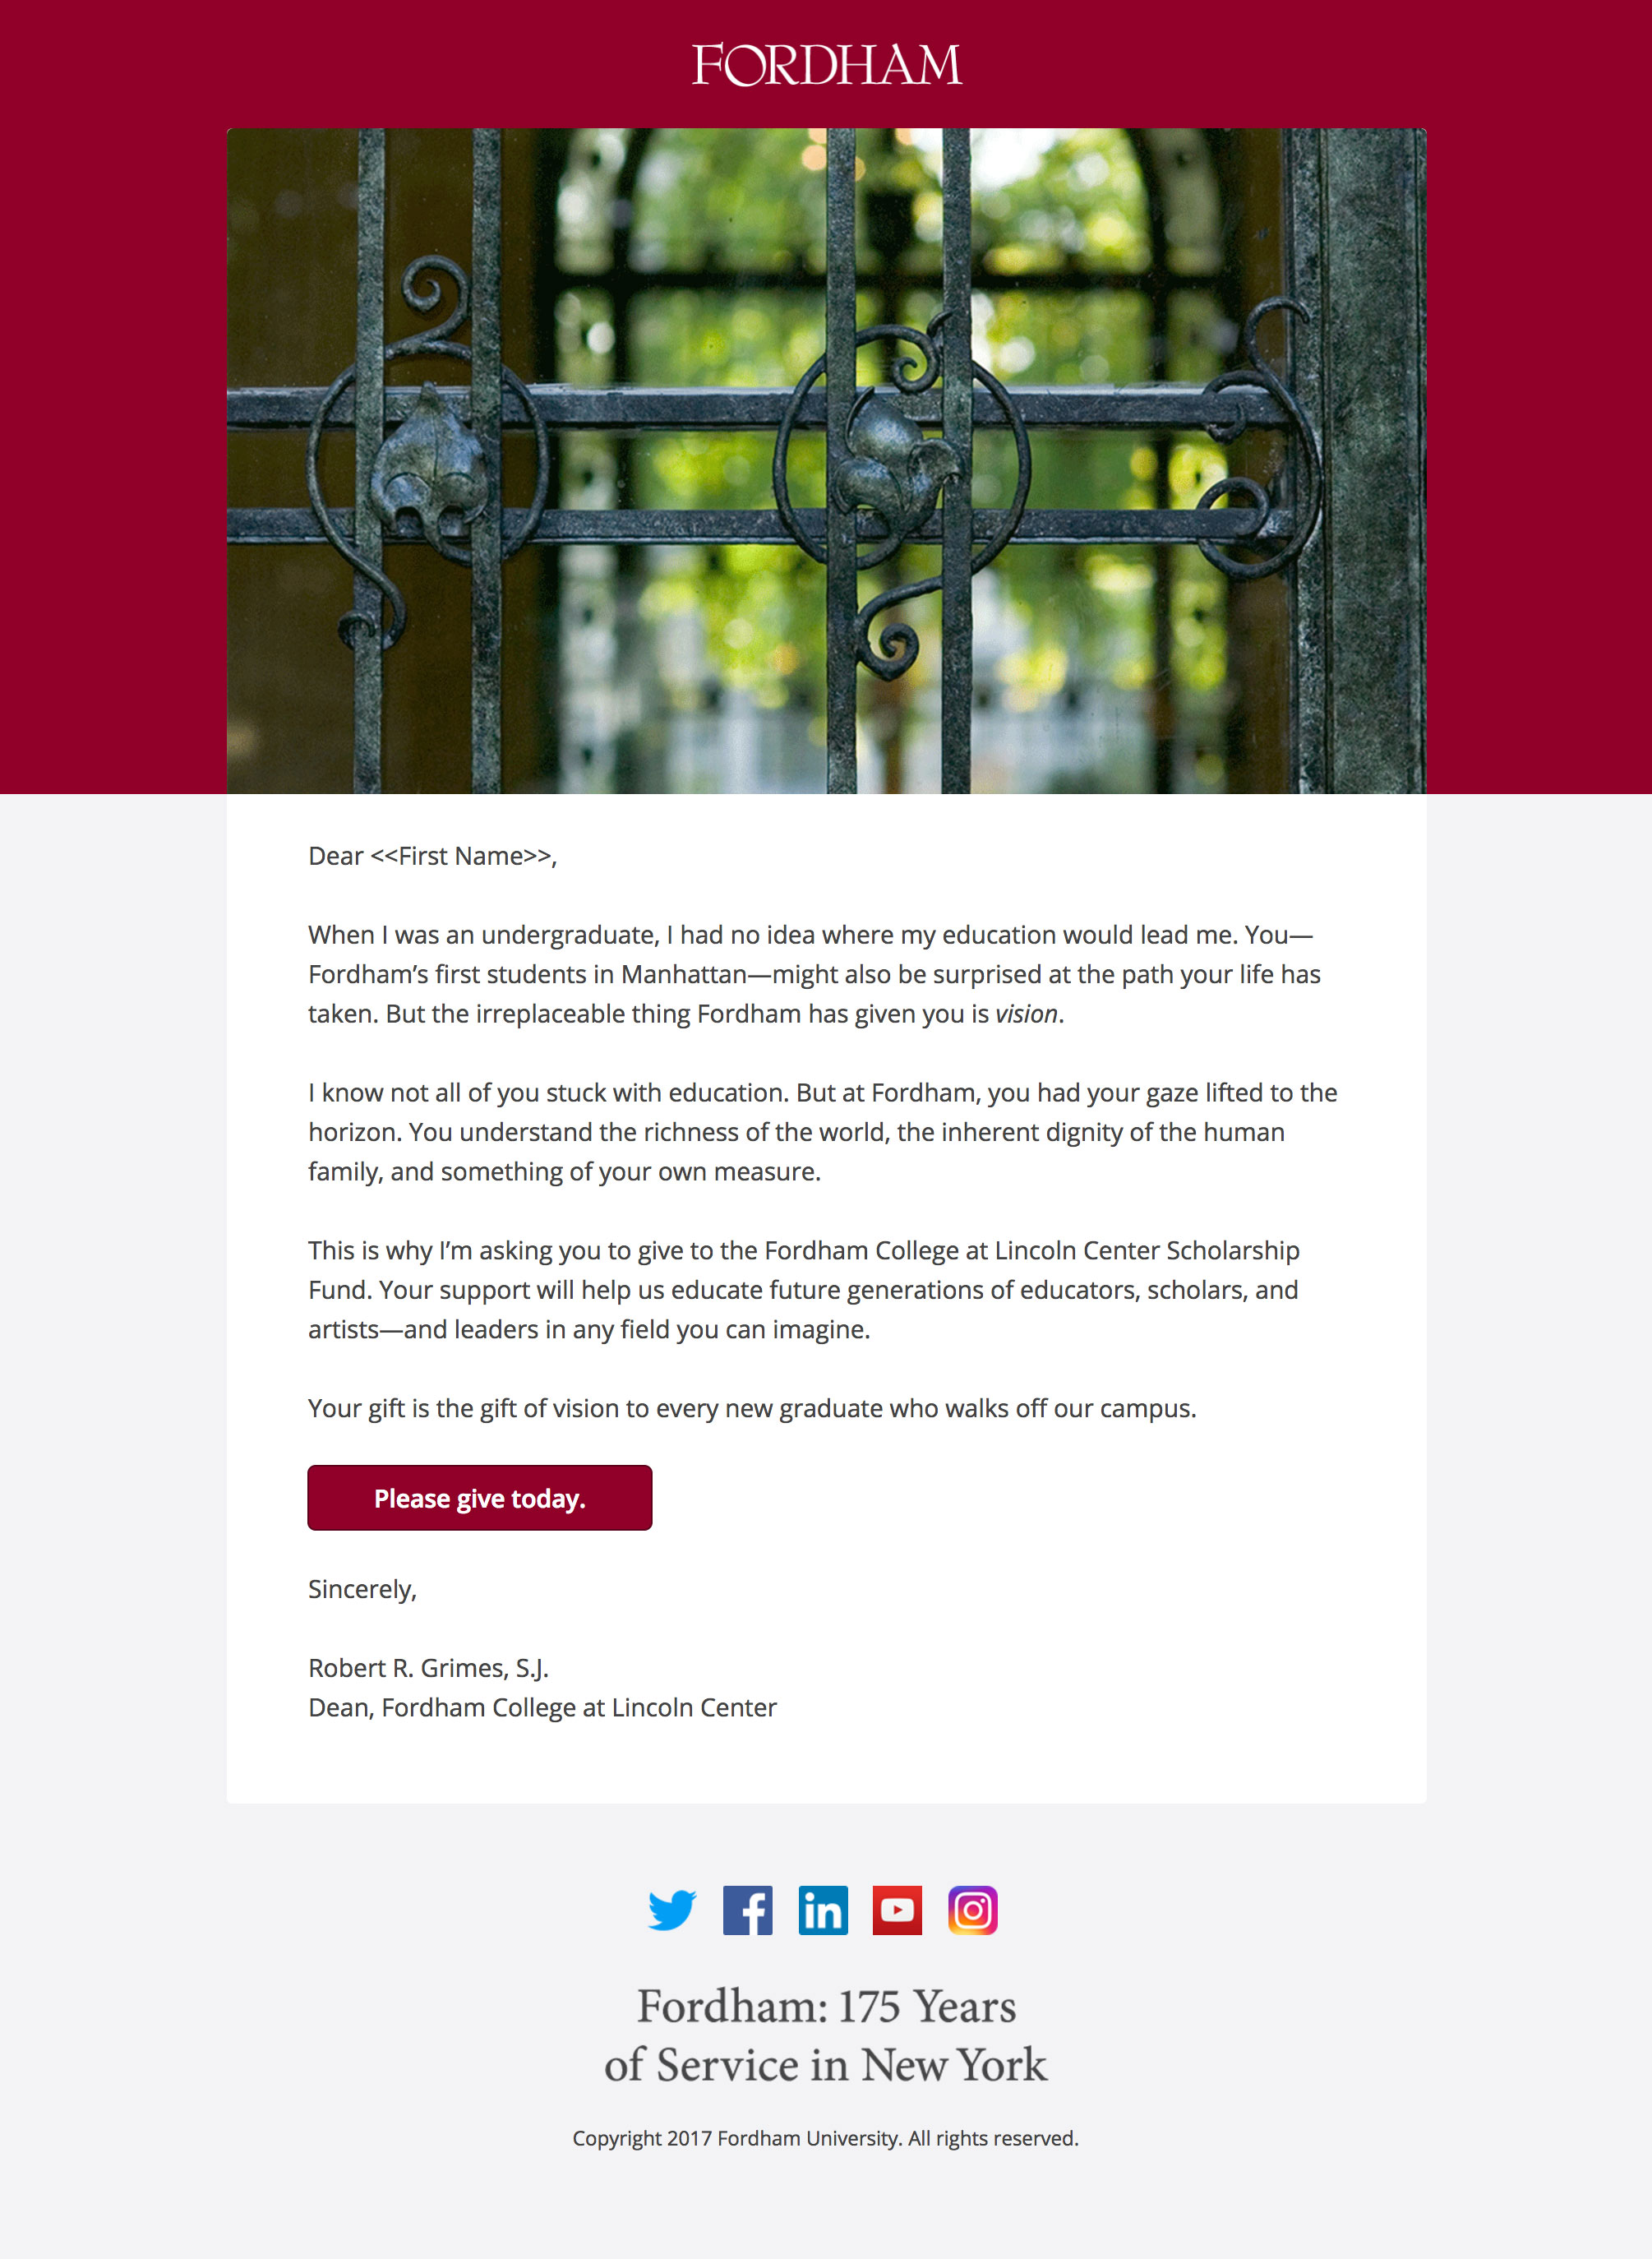 FORDHAM
Dear <<First Name>>,
When I was an undergraduate, I had no idea where my education would lead me. You—
Fordham’s first students in Manhattan—might also be surprised at the path your life has
taken. But the irreplaceable thing Fordham has given you is vision.
I know not all of you stuck with education. But at Fordham, you had your gaze lifted to the
horizon. You understand the richness of the world, the inherent dignity of the human
family, and something of your own measure.
This is why I’m asking you to give to the Fordham College at Lincoln Center Scholarship
Fund. Your support will help us educate future generations of educators, scholars, and
artists—and leaders in any field you can imagine.
Your gift is the gift of vision to every new graduate who walks off our campus.
Please give today.
Sincerely,
Robert R. Grimes, S.J.
Dean, Fordham College at Lincoln Center
in
Fordham: 175 Years
of Service in New York
Copyright 2017 Fordham University. All rights reserved.